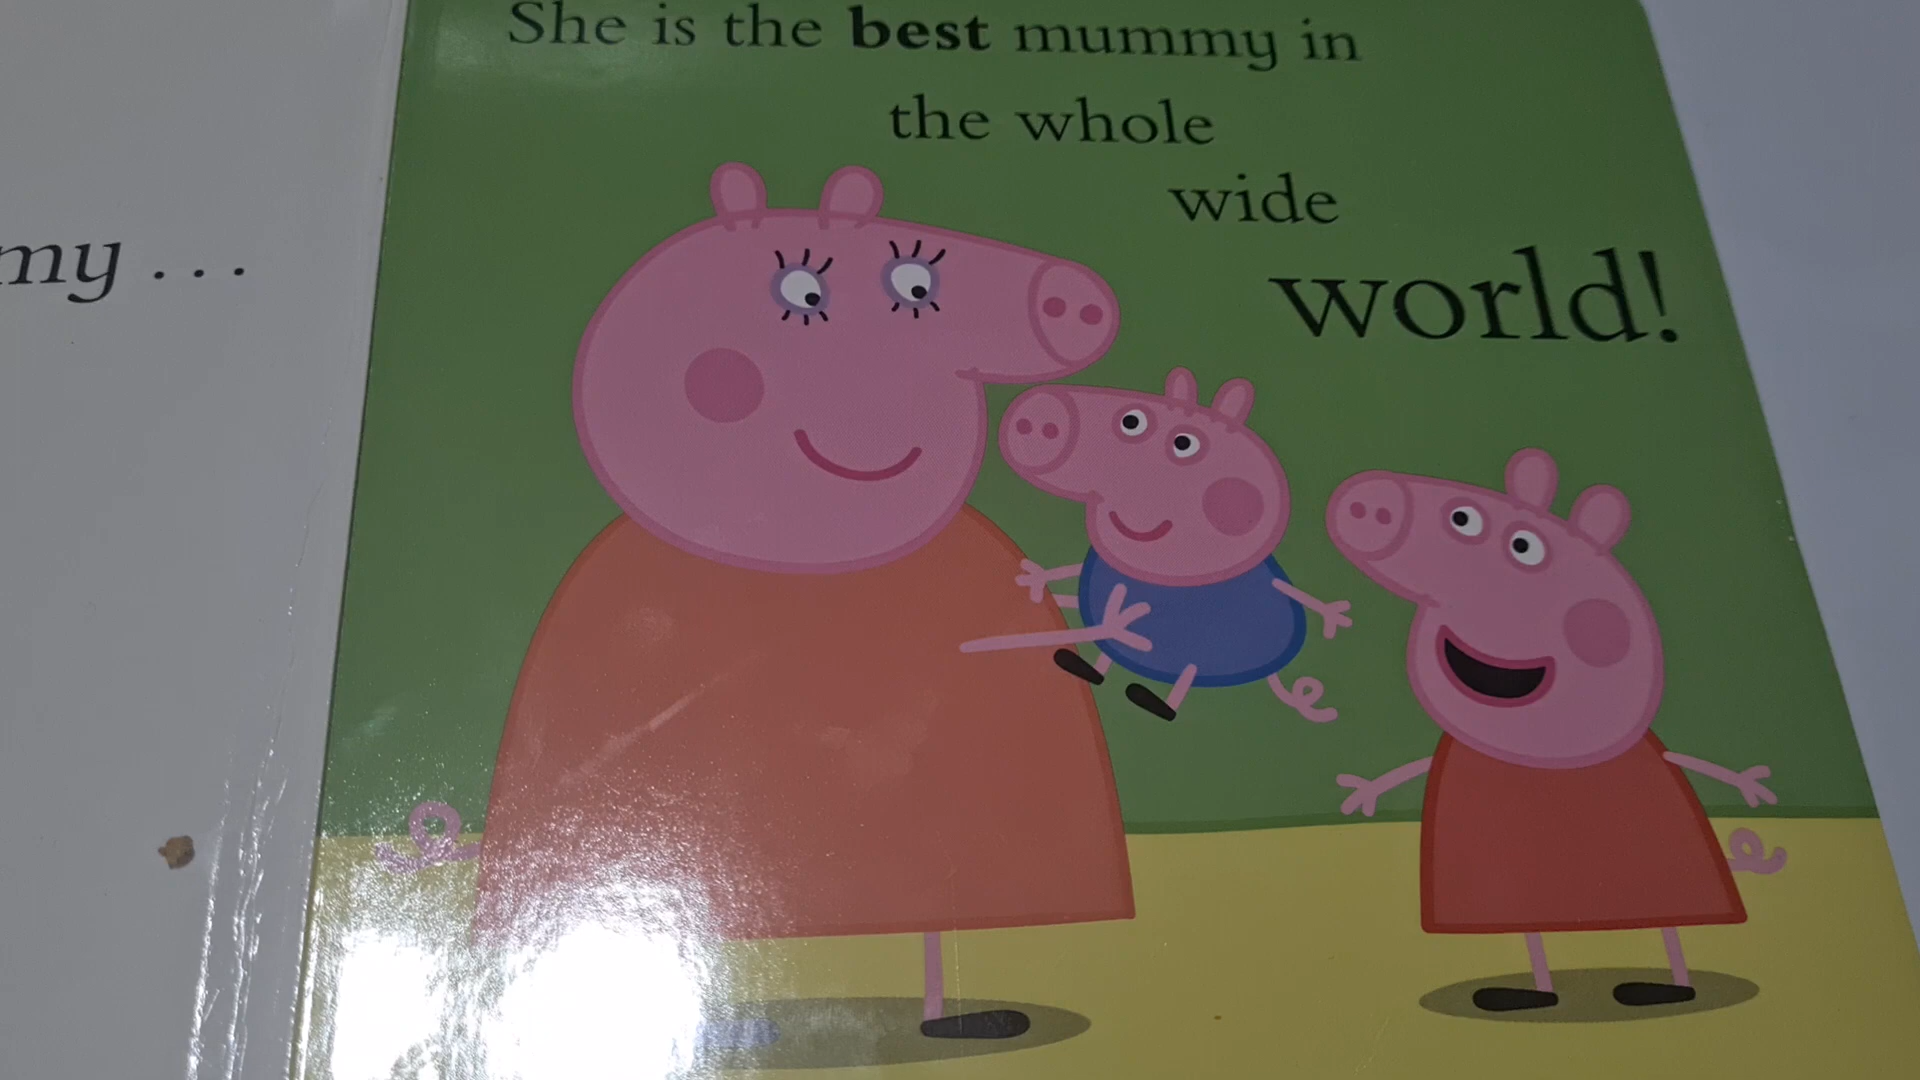 my ...
She is the best mummy in
the whole
wide
world!